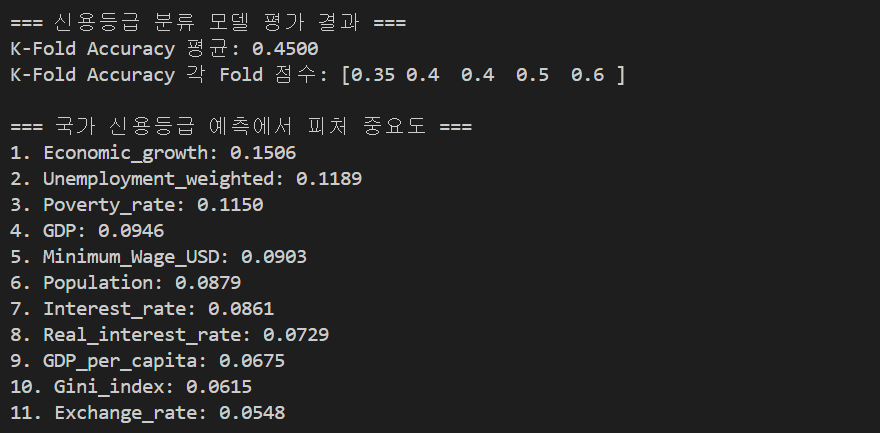 === 신용등급 분류 모델 평가 결과 ===
K-Fold Accuracy 평균: 0.4500
K-Fold Accuracy 각 Fold 점수: [0.35 0.4  0.4  0.5  0.6 ]
=== 국가 신용등급 예측에서 피처 중요도 ===
1. Economic_growth: 0.1506
2. Unemployment_weighted: 0.1189
3. Poverty_rate: 0.1150
4. GDP: 0.0946
5. Minimum_Wage_USD: 0.0903
6. Population: 0.0879
7. Interest_rate: 0.0861
8. Real_interest_rate: 0.0729
9. GDP_per_capita: 0.0675
10. Gini_index: 0.0615
11. Exchange_rate: 0.0548